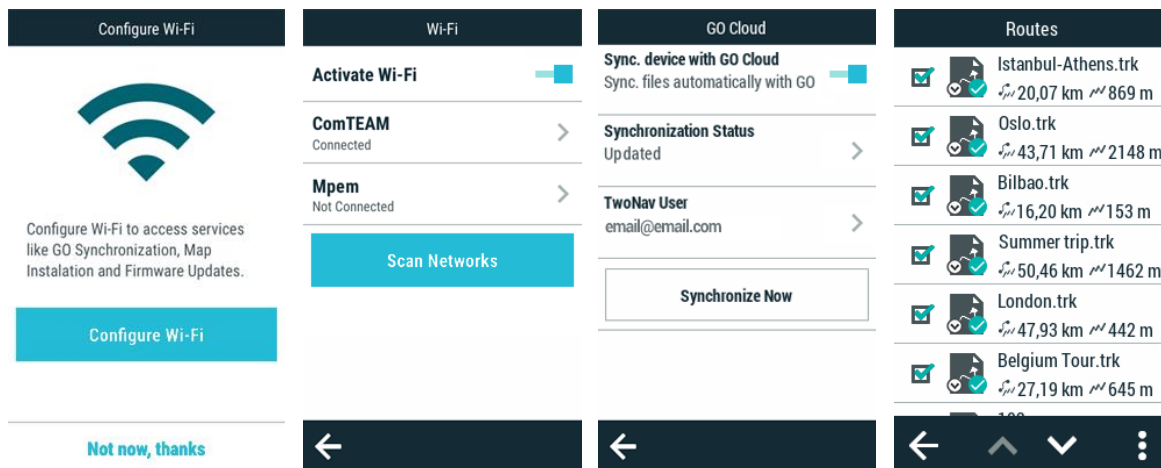 Configure Wi-Fi
Configure Wi-Fi to access services
like GO Synchronization, Map
Instalation and Firmware Updates.
Configure Wi-Fi
Not now, thanks
Wi-Fi
Activate Wi-Fi
ComTEAM
Connected
Mpem
Not Connected
Scan Networks
GO Cloud
Sync. device with GO Cloud
Sync. files automatically with GO
Synchronization Status
Updated
TwoNav User
email@email.com
Synchronize Now
Routes
Istanbul-Athens.trk
20,07 km 869 m
Oslo.trk
43,71 km 2148 m
Bilbao.trk
16,20 km 153 m
Summer trip.trk
50,46 km 1462 m
London.trk
47,93 km 442 m
Belgium Tour.trk
27,19 km 645 m